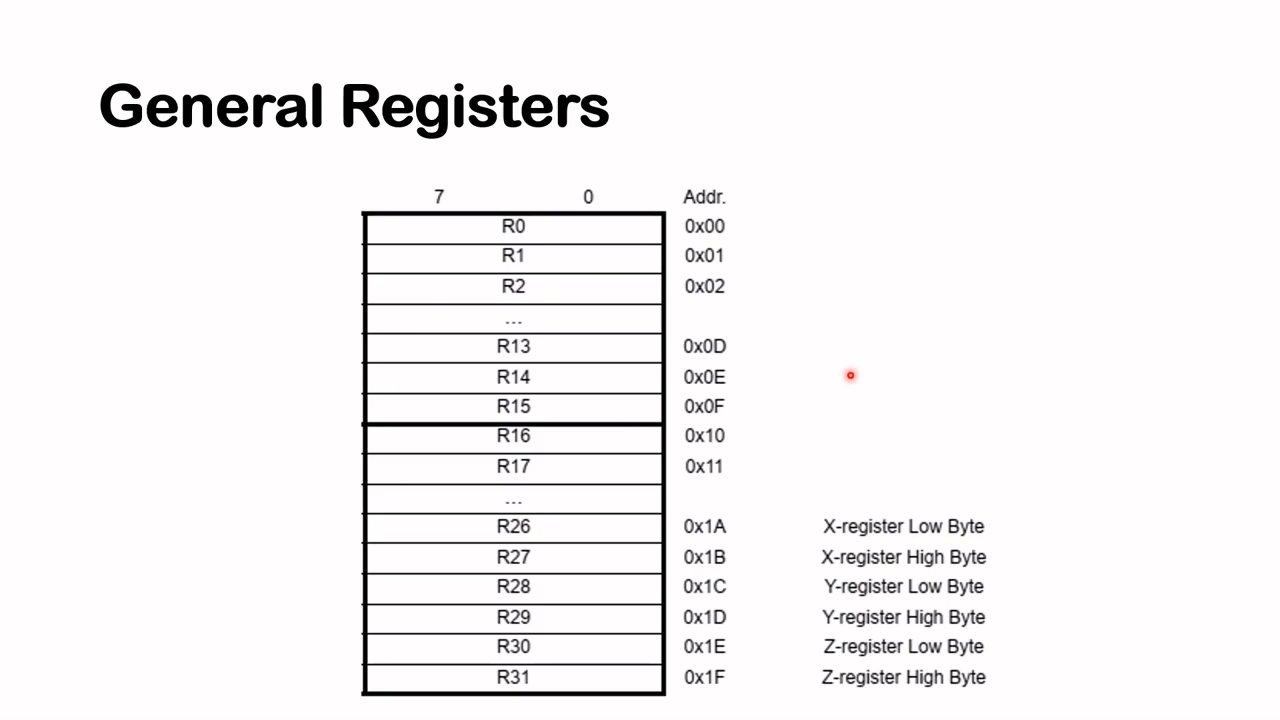 General Registers
7 0 Addr.
R0 0x00
R1 0x01
R2 0x02
...
R13 0x0D
R14 0x0E
R15 0x0F
R16 0x10
R17 0x11
...
R26 0x1A X-register Low Byte
R27 0x1B X-register High Byte
R28 0x1C Y-register Low Byte
R29 0x1D Y-register High Byte
R30 0x1E Z-register Low Byte
R31 0x1F Z-register High Byte